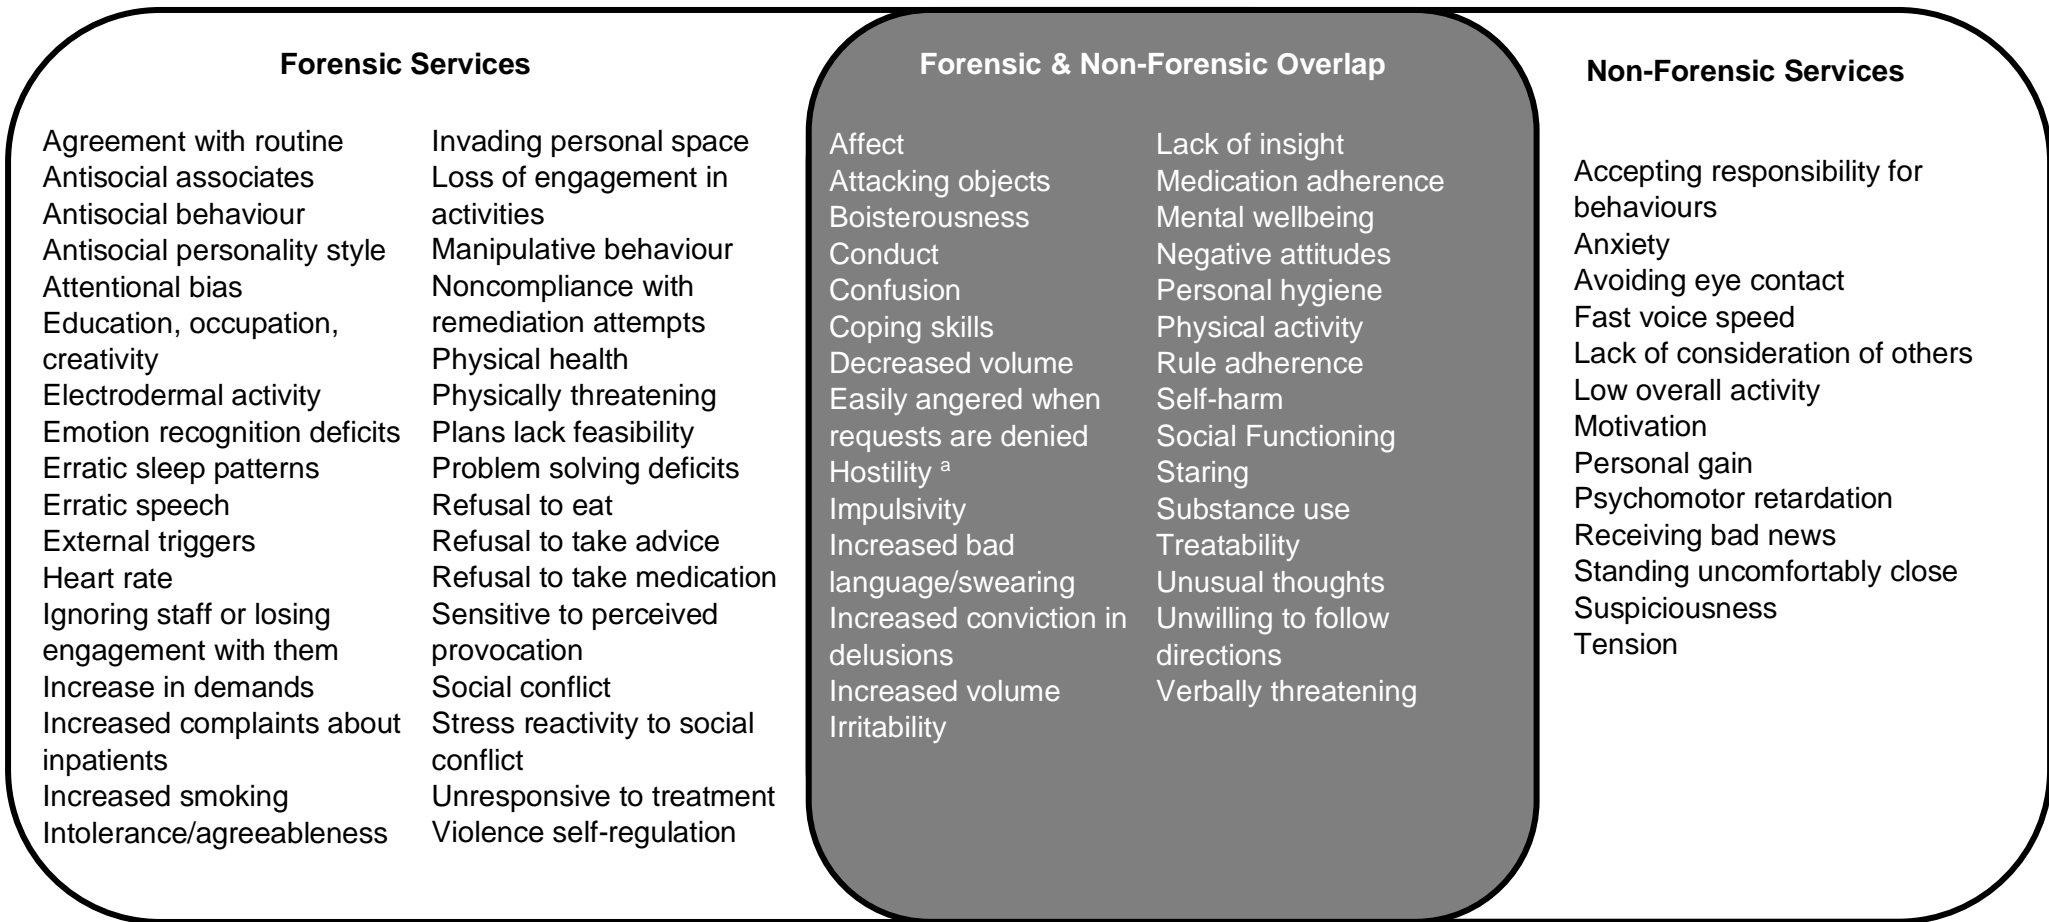 Forensic Services
Agreement with routine
Antisocial associates
Antisocial behaviour
Antisocial personality style
Attentional bias
Education, occupation,
creativity
Electrodermal activity
Emotion recognition deficits
Erratic sleep patterns
Erratic speech
External triggers
Heart rate
Ignoring staff or losing
engagement with them
Increase in demands
Increased complaints about
inpatients
Increased smoking
Intolerance/agreeableness
Invading personal space
Loss of engagement in
activities
Manipulative behaviour
Noncompliance with
remediation attempts
Physical health
Physically threatening
Plans lack feasibility
Problem solving deficits
Refusal to eat
Refusal to take advice
Refusal to take medication
Sensitive to perceived
provocation
Social conflict
Stress reactivity to social
conflict
Unresponsive to treatment
Violence self-regulation
Forensic & Non-Forensic Overlap
Affect
Attacking objects
Boisterousness
Conduct
Confusion
Coping skills
Decreased volume
Easily angered when
requests are denied
Hostility ᵃ
Impulsivity
Increased bad
language/swearing
Increased conviction in
delusions
Increased volume
Irritability
Lack of insight
Medication adherence
Mental wellbeing
Negative attitudes
Personal hygiene
Physical activity
Rule adherence
Self-harm
Social Functioning
Staring
Substance use
Treatability
Unusual thoughts
Unwilling to follow
directions
Verbally threatening
Non-Forensic Services
Accepting responsibility for
behaviours
Anxiety
Avoiding eye contact
Fast voice speed
Lack of consideration of others
Low overall activity
Motivation
Personal gain
Psychomotor retardation
Receiving bad news
Standing uncomfortably close
Suspiciousness
Tension